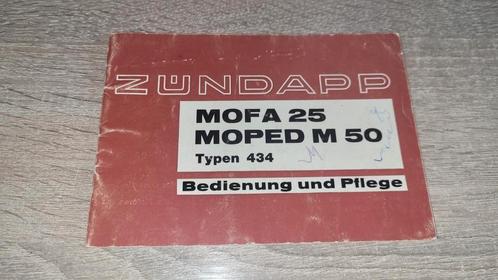 ZÜNDAPP
MOFA 25
MOPED M 50
Typen 434
Bedienung und Pflege